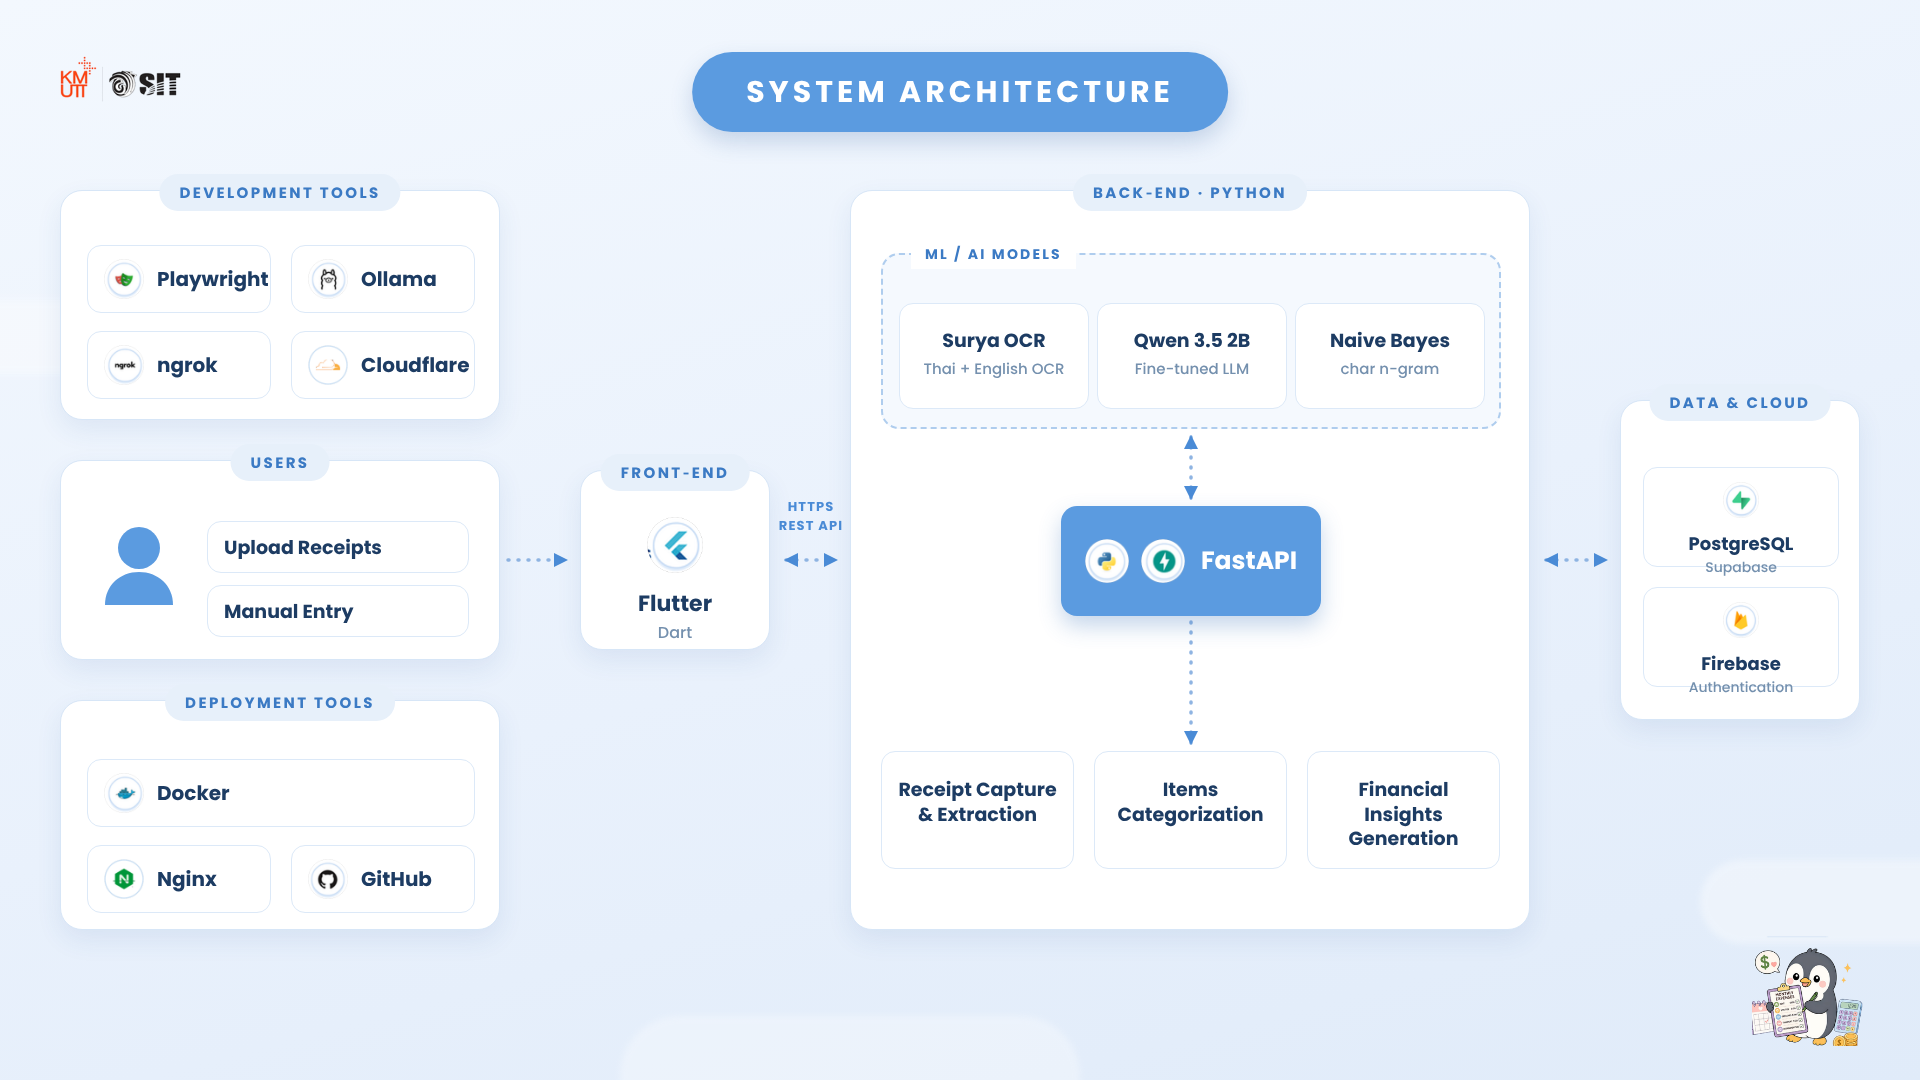 KM
UTT
SIT
SYSTEM ARCHITECTURE
DEVELOPMENT TOOLS
Playwright
Ollama
ngrok
ngrok
Cloudflare
USERS
Upload Receipts
Manual Entry
DEPLOYMENT TOOLS
Docker
Nginx
GitHub
FRONT-END
Flutter
Dart
HTTPS
REST API
BACK-END · PYTHON
ML / AI MODELS
Surya OCR
Thai + English OCR
Qwen 3.5 2B
Fine-tuned LLM
Naive Bayes
char n-gram
FastAPI
Receipt Capture
& Extraction
Items
Categorization
Financial
Insights
Generation
DATA & CLOUD
PostgreSQL
Supabase
Firebase
Authentication
$